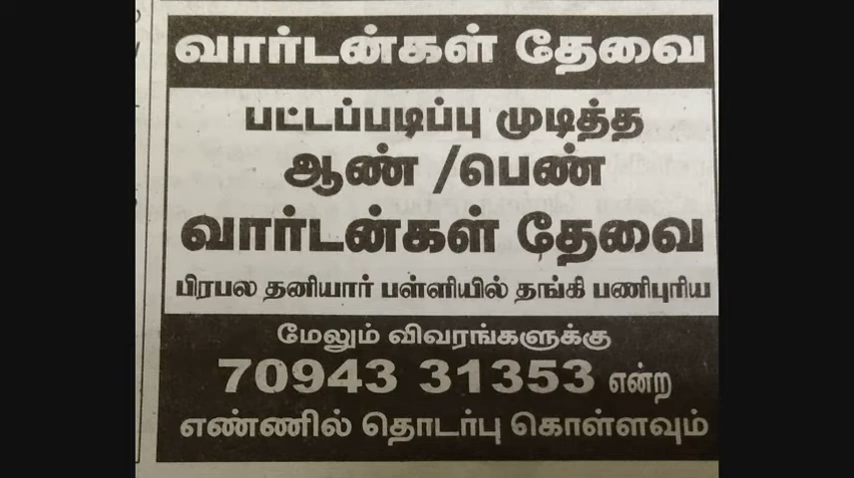 வார்டன்கள் தேவை
பட்டப்படிப்பு முடித்த
ஆண் /பெண்
வார்டன்கள் தேவை
பிரபல தனியார் பள்ளியில் தங்கி பணிபுரிய
மேலும் விவரங்களுக்கு
70943 31353 என்ற
எண்ணில் தொடர்பு கொள்ளவும்